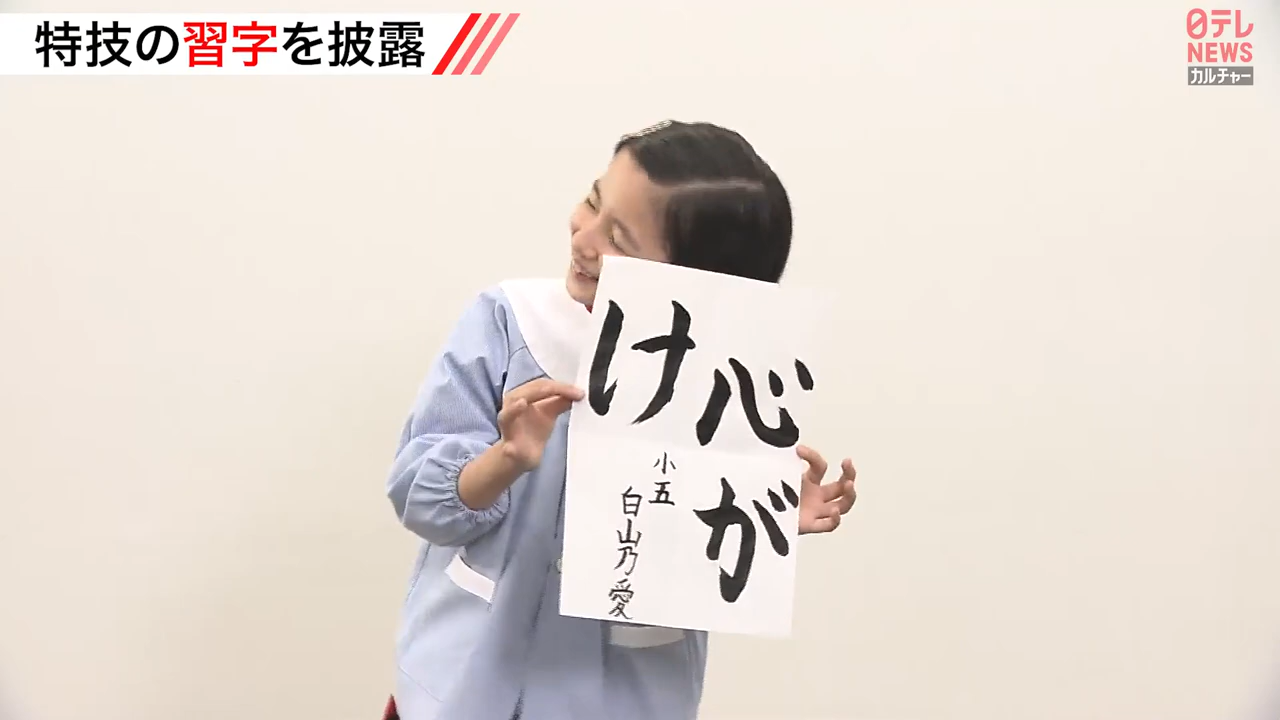 特技の習字を披露
日テレ
NEWS
カルチャー
心が
け
小五
白山乃愛